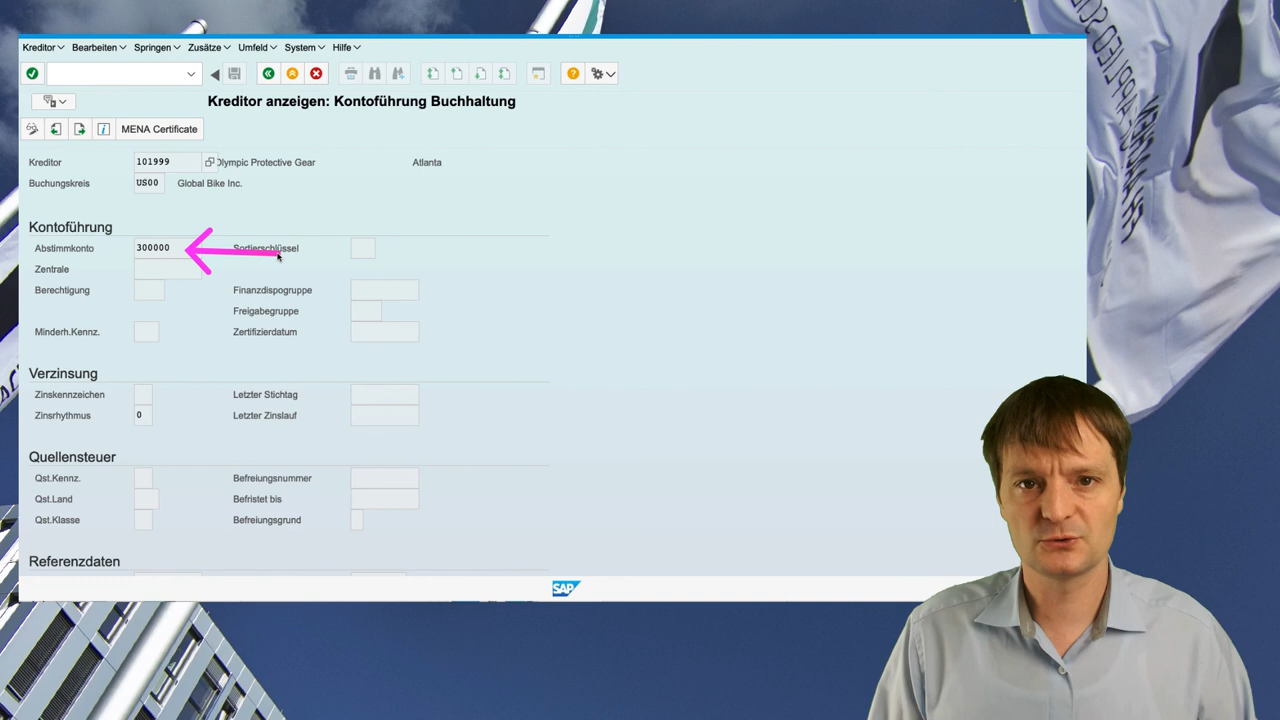 Kreditor Bearbeiten Springen Zusätze Umfeld System Hilfe
Kreditor anzeigen: Kontoführung Buchhaltung
MENA Certificate
Kreditor 101999 Olympic Protective Gear Atlanta
Buchungskreis US00 Global Bike Inc.
Kontoführung
Abstimmkonto 300000 Sortierschlüssel
Zentrale
Berechtigung Finanzdispogruppe
Freigabegruppe
Minderh.Kennz. Zertifizierdatum
Verzinsung
Zinskennzeichen Letzter Stichtag
Zinsrhythmus 0 Letzter Zinslauf
Quellensteuer
Qst.Kennz. Befreiungsnummer
Qst.Land Befristet bis
Qst.Klasse Befreiungsgrund
Referenzdaten
SAP